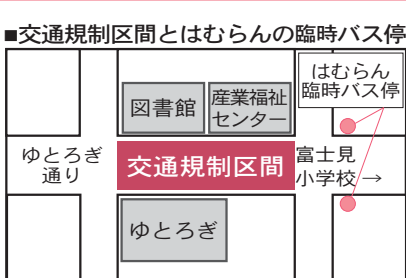 ■交通規制区間とはむらんの臨時バス停
はむらん
臨時バス停
図書館
産業福祉
センター
ゆとろぎ
通り
交通規制区間
富士見
小学校→
ゆとろぎ